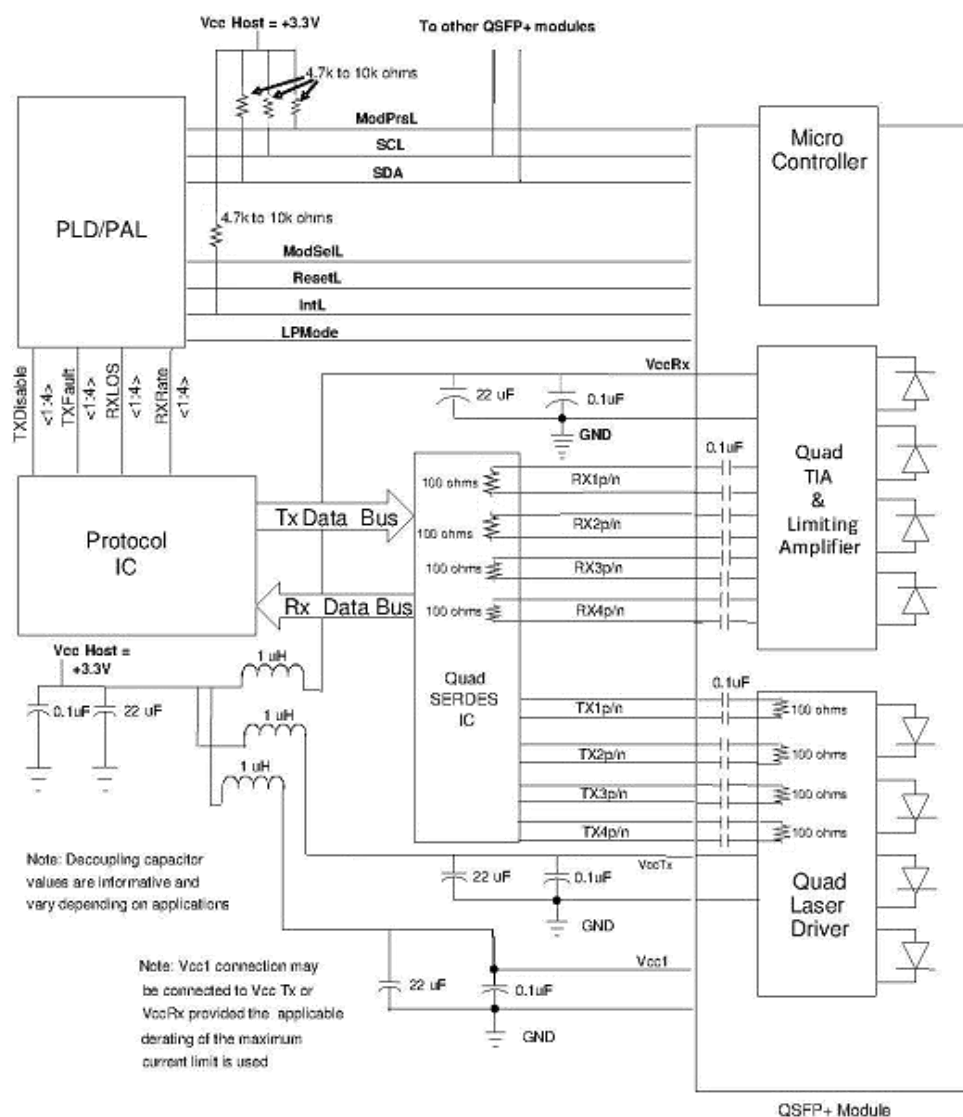 Vcc Host = +3.3V
To other QSFP+ modules
4.7k to 10k ohms
ModPrsL
SCL
SDA
Micro
Controller
PLD/PAL
4.7k to 10k ohms
ModSelL
ResetL
IntL
LPMode
TXDisable
<1:4>
TXFault
<1:4>
RXLOS
<1:4>
RXRate
<1:4>
VccRx
22 uF
0.1uF
GND
0.1uF
Quad
TIA
&
Limiting
Amplifier
100 ohms
RX1p/n
100 ohms
RX2p/n
100 ohms
RX3p/n
100 ohms
RX4p/n
Tx Data Bus
Protocol
IC
Rx Data Bus
Vcc Host =
+3.3V
0.1uF
22 uF
1 uH
1 uH
1 uH
Quad
SERDES
IC
0.1uF
TX1p/n
100 ohms
TX2p/n
100 ohms
TX3p/n
100 ohms
TX4p/n
100 ohms
VccTx
22 uF
0.1uF
GND
Quad
Laser
Driver
Note: Decoupling capacitor
values are informative and
vary depending on applications
Vcc1
22 uF
0.1uF
GND
Note: Vcc1 connection may
be connected to Vcc Tx or
VccRx provided the applicable
derating of the maximum
current limit is used
QSFP+ Module